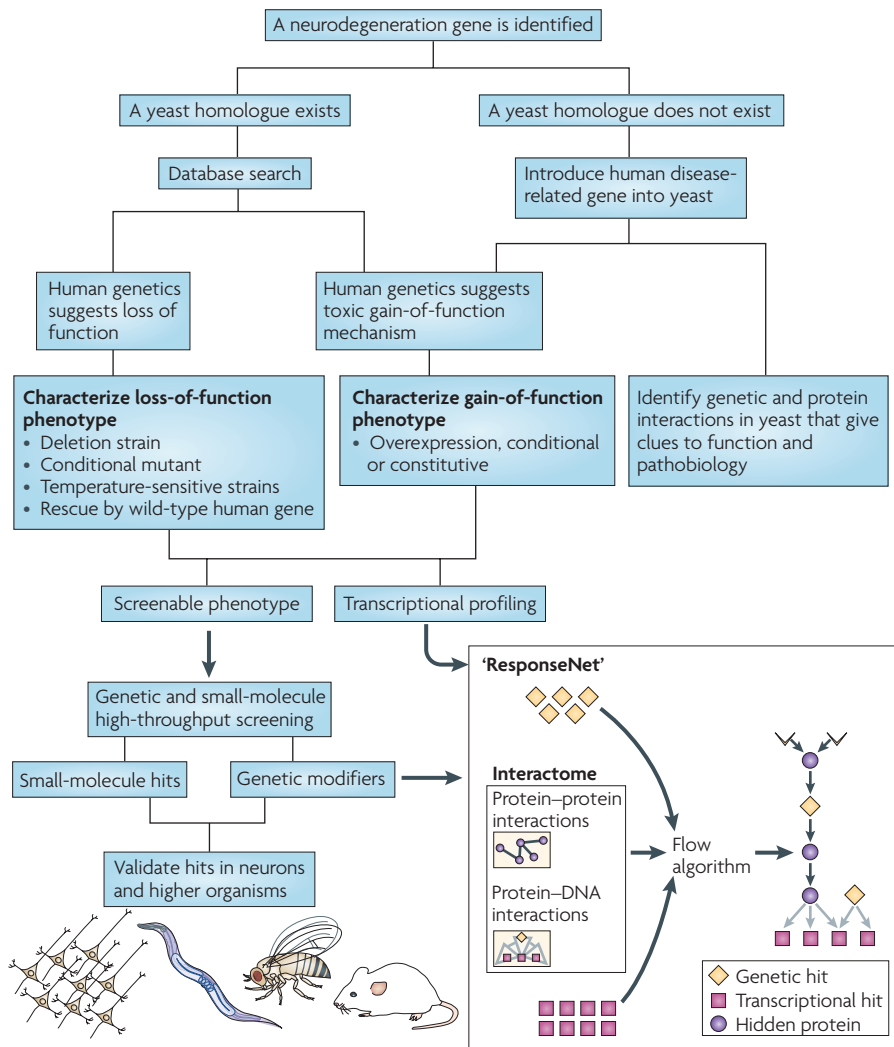 A neurodegeneration gene is identified
A yeast homologue exists
A yeast homologue does not exist
Database search
Introduce human disease-
related gene into yeast
Human genetics
suggests loss of
function
Human genetics suggests
toxic gain-of-function
mechanism
Characterize loss-of-function
phenotype
• Deletion strain
• Conditional mutant
• Temperature-sensitive strains
• Rescue by wild-type human gene
Characterize gain-of-function
phenotype
• Overexpression, conditional
or constitutive
Identify genetic and protein
interactions in yeast that give
clues to function and
pathobiology
Screenable phenotype
Transcriptional profiling
Genetic and small-molecule
high-throughput screening
Small-molecule hits
Genetic modifiers
Validate hits in neurons
and higher organisms
'ResponseNet'
Interactome
Protein–protein
interactions
Protein–DNA
interactions
Flow
algorithm
Genetic hit
Transcriptional hit
Hidden protein